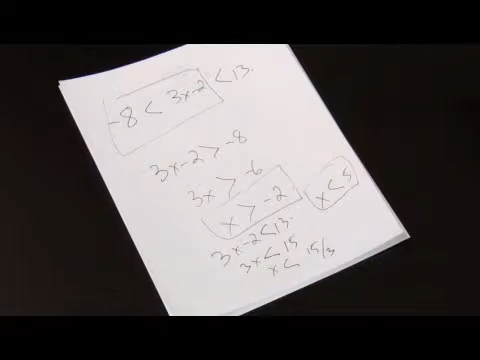 -8 < 3x-2 < 13.
3x-2 > -8
3x > -6
x > -2
x < 5
3x-2 < 13.
3x < 15
x < 15/3